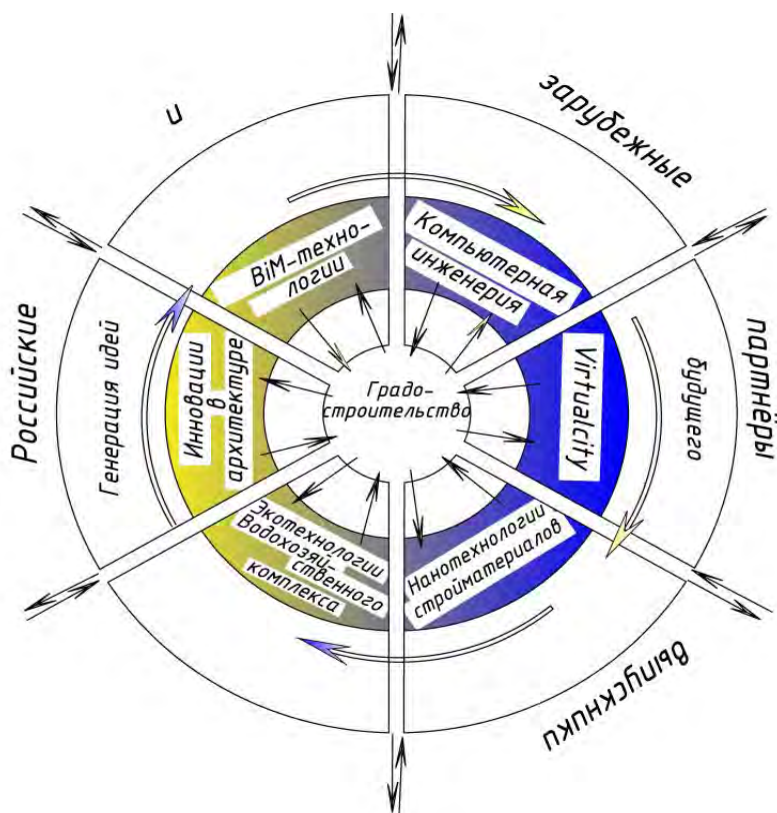 Российские
и
зарубежные
партнёры
выпускники
Генерация идей
будущего
BiM-техно-
логии
Компьютерная
инженерия
Virtualcity
Нанотехнологии
стройматериалов
Экотехнологии
Водохозяй-
ственного
комплекса
Инновации
в
архитектуре
Градо-
строительство